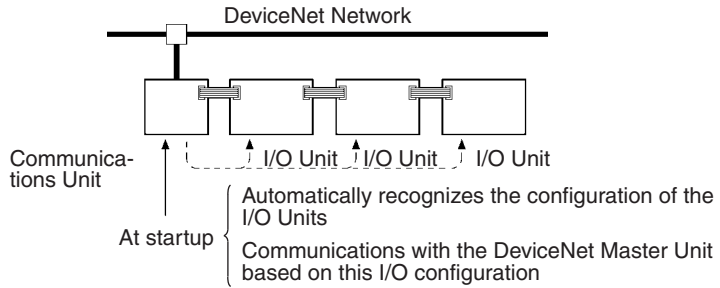 DeviceNet Network
Communica-
tions Unit
I/O Unit I/O Unit I/O Unit
At startup
Automatically recognizes the configuration of the
I/O Units
Communications with the DeviceNet Master Unit
based on this I/O configuration